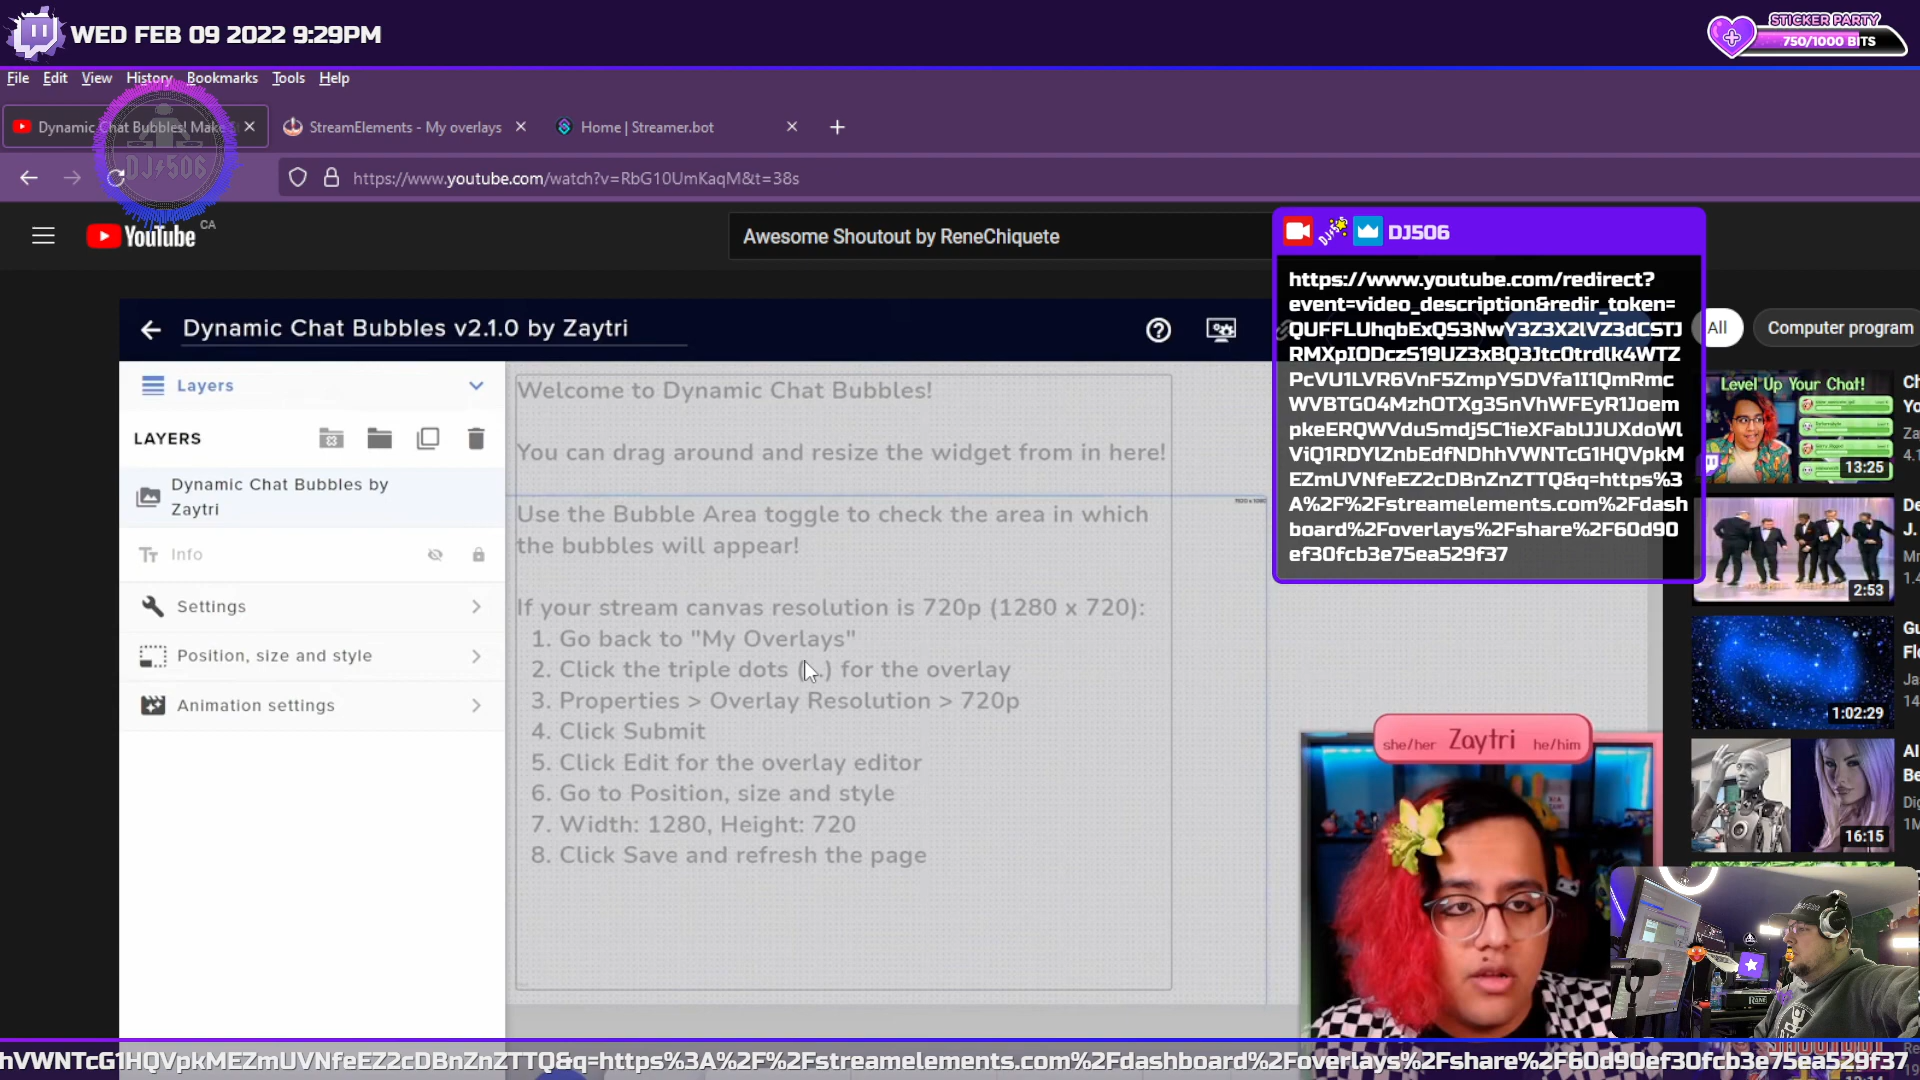 WED FEB 09 2022 9:29PM
STICKER PARTY
750/1000 BITS
File Edit View History Bookmarks Tools Help
Dynamic Chat Bubbles! Make
StreamElements - My overlays
Home | Streamer.bot
DJ506
https://www.youtube.com/watch?v=RbG10UmKaqM&t=38s
YouTube CA
Awesome Shoutout by ReneChiquete
DJ506
https://www.youtube.com/redirect?
event=video_description&redir_token=
QUFFLUhqbExQS3NwY3Z3X2lVZ3dCSTJ
RMXpIODczS19UZ3xBQ3Jtc0trdlk4WTZ
PcVU1LVR6VnF5ZmpYSDVfa1I1QmRmc
WVBTG04MzhOTXg3SnVhWFEyR1Joem
pkeERQWVduSmdjSC1ieXFablJJUXdoWl
ViQ1RDYlZnbEdfNDhhVWNTcG1HQVpkM
EZmUVNfeEZ2cDBnZnZTTQ&q=https%3
A%2F%2Fstreamelements.com%2Fdash
board%2Foverlays%2Fshare%2F60d90
ef30fcb3e75ea529f37
All
Computer program
Dynamic Chat Bubbles v2.1.0 by Zaytri
Layers
LAYERS
Dynamic Chat Bubbles by
Zaytri
Info
Settings
Position, size and style
Animation settings
Welcome to Dynamic Chat Bubbles!
You can drag around and resize the widget from in here!
1920 x 1080
Use the Bubble Area toggle to check the area in which
the bubbles will appear!
If your stream canvas resolution is 720p (1280 x 720):
1. Go back to "My Overlays"
2. Click the triple dots (...) for the overlay
3. Properties > Overlay Resolution > 720p
4. Click Submit
5. Click Edit for the overlay editor
6. Go to Position, size and style
7. Width: 1280, Height: 720
8. Click Save and refresh the page
Level Up Your Chat!
13:25
2:53
1:02:29
16:15
she/her Zaytri he/him
hVWNTcG1HQVpkMEZmUVNfeEZ2cDBnZnZTTQ&q=https%3A%2F%2Fstreamelements.com%2Fdashboard%2Foverlays%2Fshare%2F60d90ef30fcb3e75ea529f37